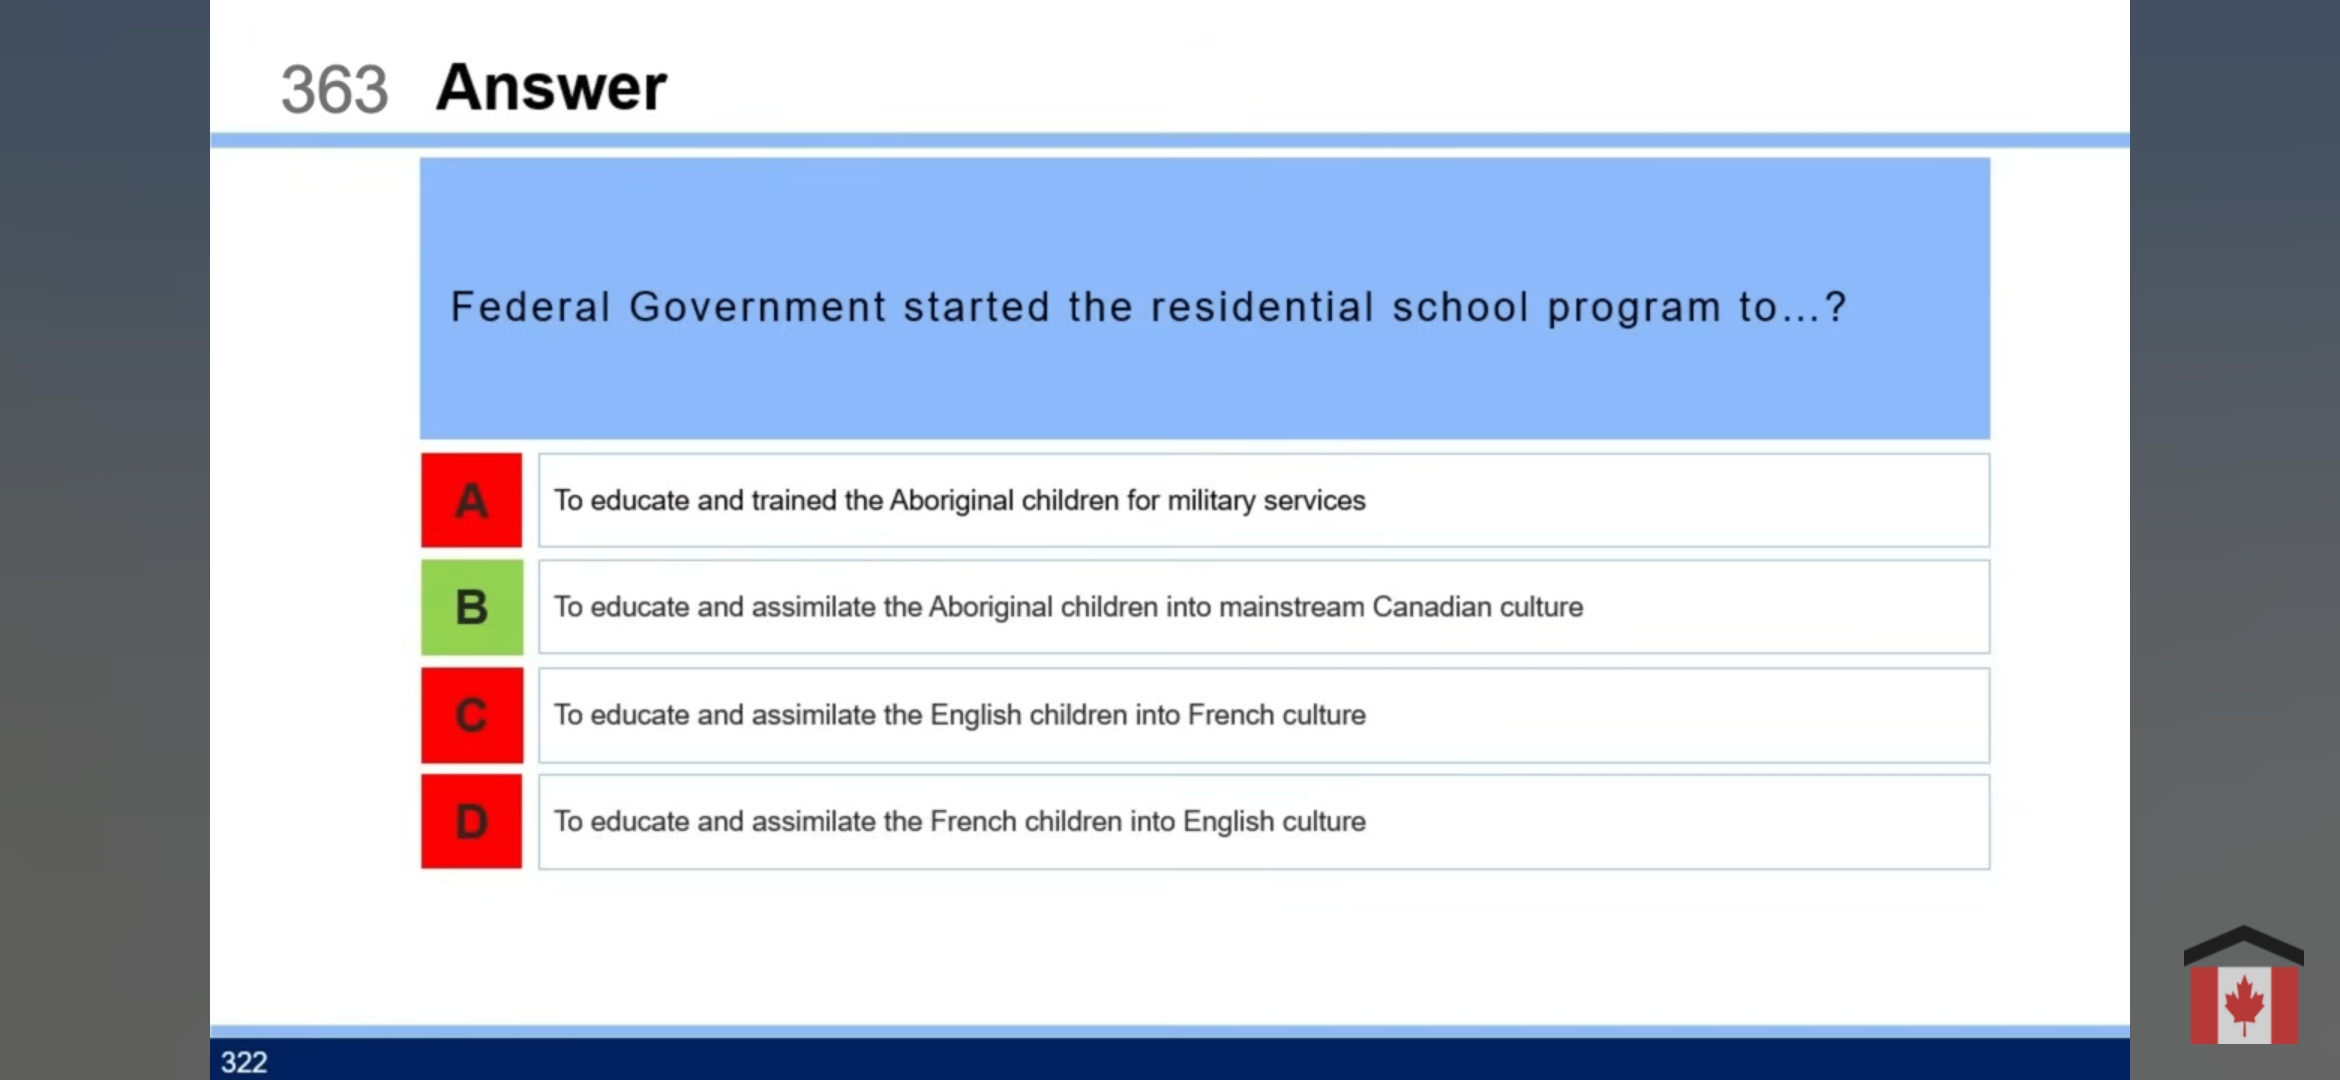 363 Answer
Federal Government started the residential school program to...?
A To educate and trained the Aboriginal children for military services
B To educate and assimilate the Aboriginal children into mainstream Canadian culture
C To educate and assimilate the English children into French culture
D To educate and assimilate the French children into English culture
322